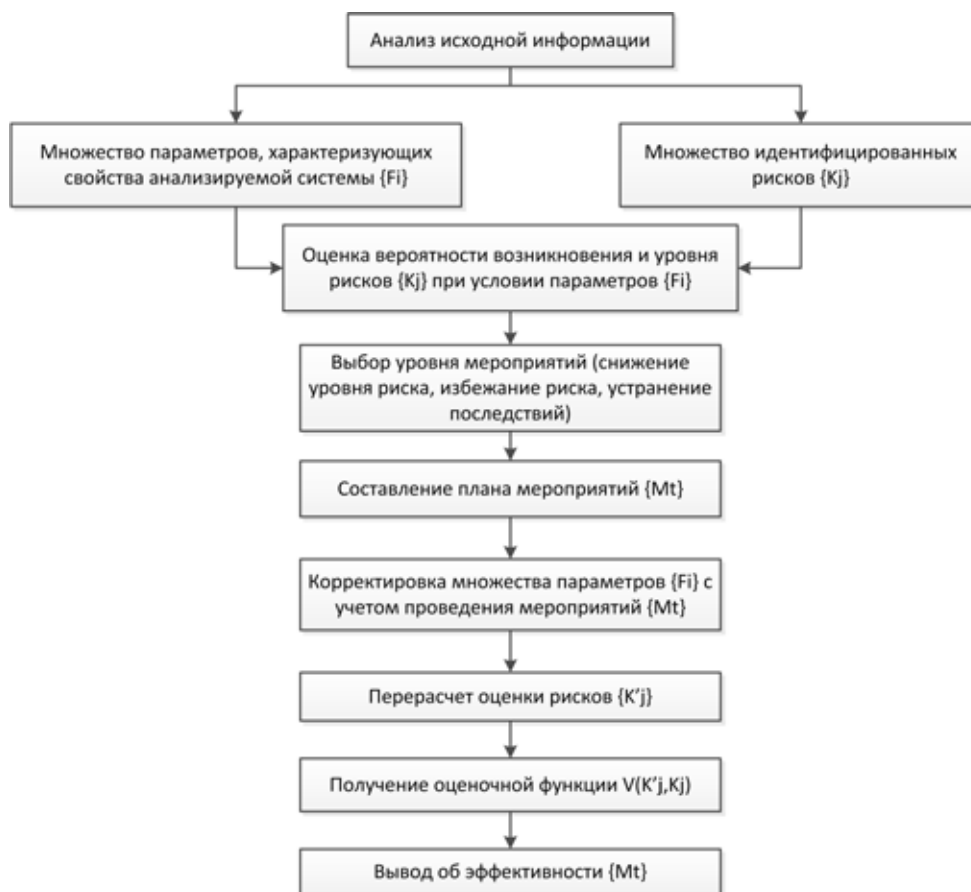 Анализ исходной информации
Множество параметров, характеризующих
свойства анализируемой системы {Fi}
Множество идентифицированных
рисков {Kj}
Оценка вероятности возникновения и уровня
рисков {Kj} при условии параметров {Fi}
Выбор уровня мероприятий (снижение
уровня риска, избежание риска, устранение
последствий)
Составление плана мероприятий {Mt}
Корректировка множества параметров {Fi} с
учетом проведения мероприятий {Mt}
Перерасчет оценки рисков {K’j}
Получение оценочной функции V(K’j,Kj)
Вывод об эффективности {Mt}